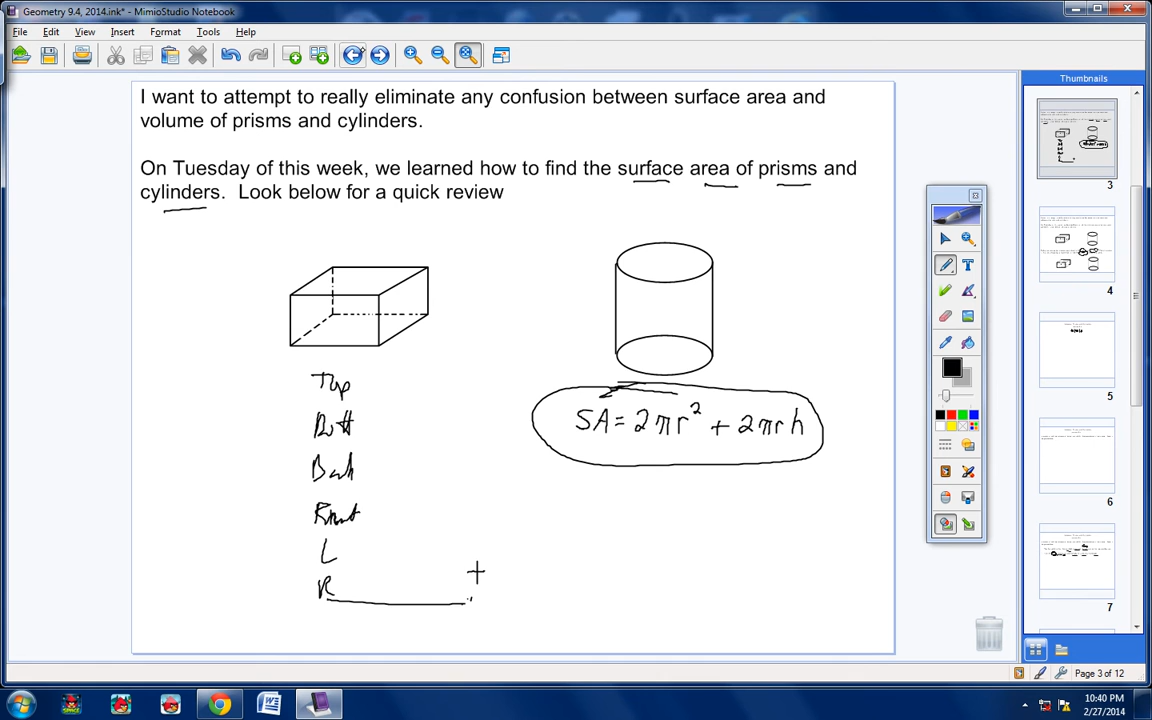 Geometry 9.4, 2014.ink* - MimioStudio Notebook
File Edit View Insert Format Tools Help
I want to attempt to really eliminate any confusion between surface area and
volume of prisms and cylinders.
On Tuesday of this week, we learned how to find the surface area of prisms and
cylinders. Look below for a quick review
Top
Bott
Back
Front
L
R
+
SA = 2πr² + 2πrh
Thumbnails
3
4
5
6
7
Page 3 of 12
10:40 PM
2/27/2014